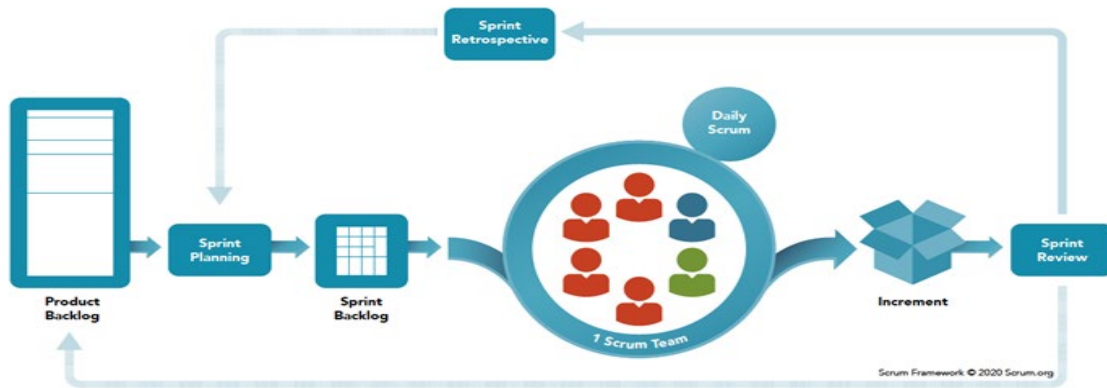 Sprint
Retrospective
Daily
Scrum
Sprint
Planning
Sprint
Review
Product
Backlog
Sprint
Backlog
Increment
1 Scrum Team
Scrum Framework © 2020 Scrum.org